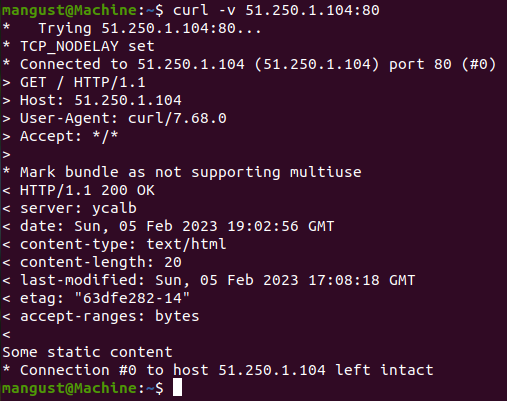 mangust@Machine:~$ curl -v 51.250.1.104:80
*   Trying 51.250.1.104:80...
* TCP_NODELAY set
* Connected to 51.250.1.104 (51.250.1.104) port 80 (#0)
> GET / HTTP/1.1
> Host: 51.250.1.104
> User-Agent: curl/7.68.0
> Accept: */*
>
* Mark bundle as not supporting multiuse
< HTTP/1.1 200 OK
< server: ycalb
< date: Sun, 05 Feb 2023 19:02:56 GMT
< content-type: text/html
< content-length: 20
< last-modified: Sun, 05 Feb 2023 17:08:18 GMT
< etag: "63dfe282-14"
< accept-ranges: bytes
<
Some static content
* Connection #0 to host 51.250.1.104 left intact
mangust@Machine:~$